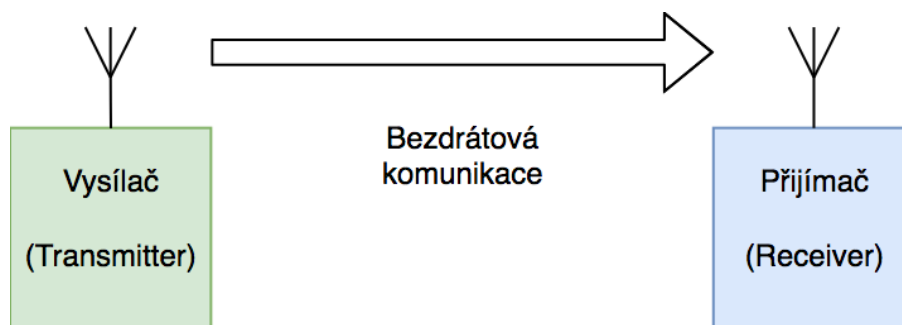 Vysílač
(Transmitter)
Bezdrátová
komunikace
Přijímač
(Receiver)